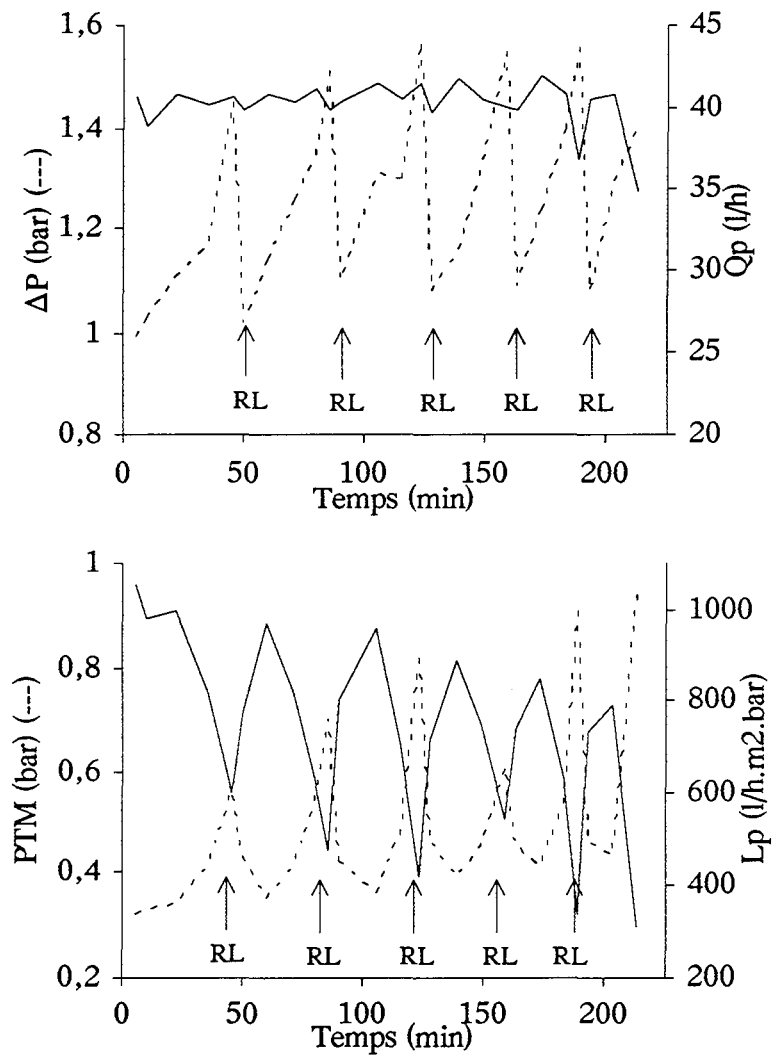 1,6
1,4
1,2
1
0,8
ΔP (bar) (---)
45
40
35
30
25
20
Qp (l/h)
RL RL RL RL RL
0 50 100 150 200
Temps (min)
1
0,8
0,6
0,4
0,2
PTM (bar) (---)
1000
800
600
400
200
Lp (l/h.m2.bar)
RL RL RL RL RL
0 50 100 150 200
Temps (min)